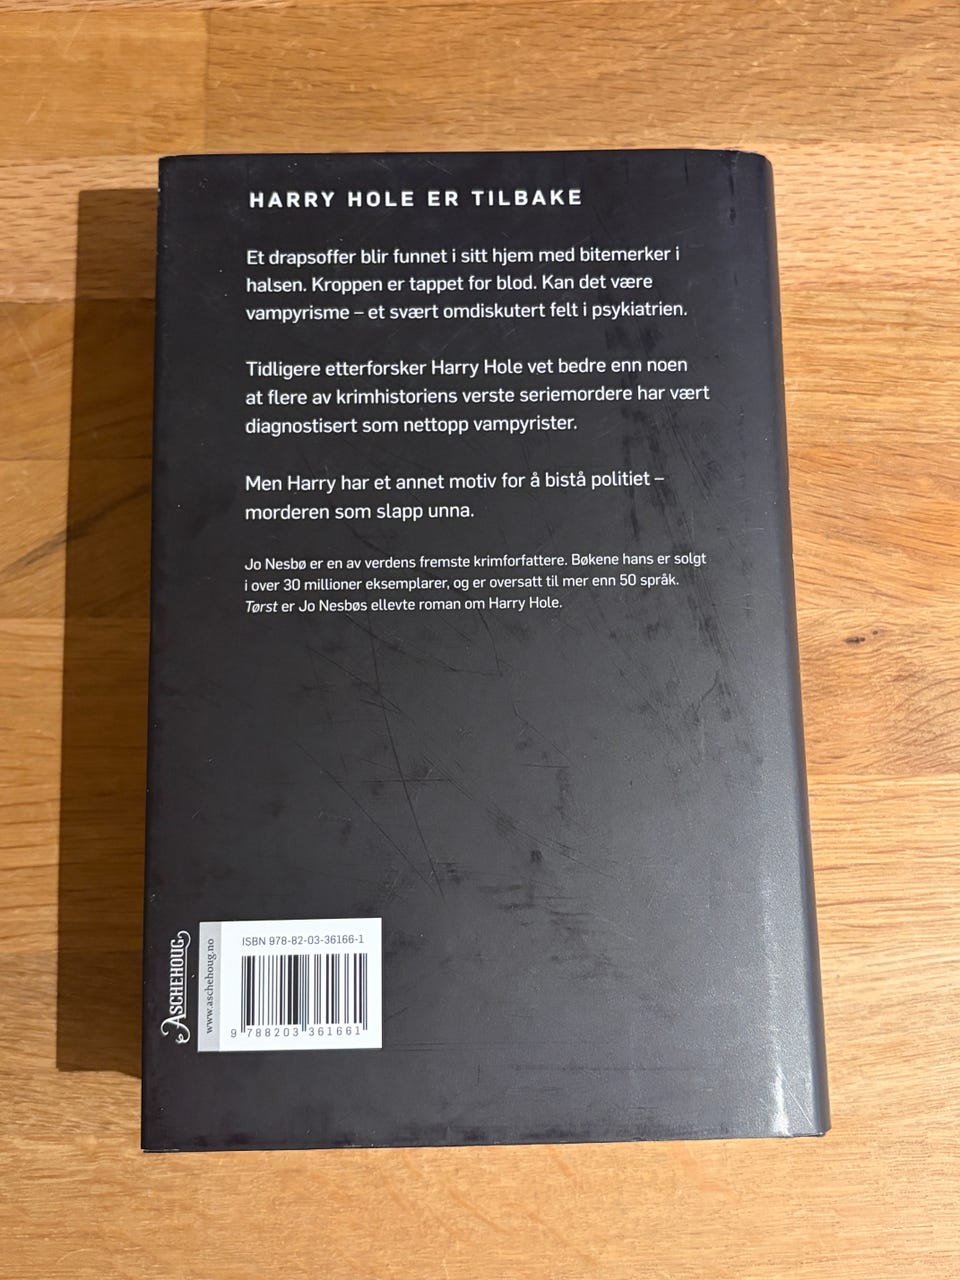 HARRY HOLE ER TILBAKE
Et drapsoffer blir funnet i sitt hjem med bitemerker i
halsen. Kroppen er tappet for blod. Kan det være
vampyrisme – et svært omdiskutert felt i psykiatrien.
Tidligere etterforsker Harry Hole vet bedre enn noen
at flere av krimhistoriens verste seriemordere har vært
diagnostisert som nettopp vampyrister.
Men Harry har et annet motiv for å bistå politiet –
morderen som slapp unna.
Jo Nesbø er en av verdens fremste krimforfattere. Bøkene hans er solgt
i over 30 millioner eksemplarer, og er oversatt til mer enn 50 språk.
Tørst er Jo Nesbøs ellevte roman om Harry Hole.
ASCHEHOUG
www.aschehoug.no
ISBN 978-82-03-36166-1
9 788203 361661